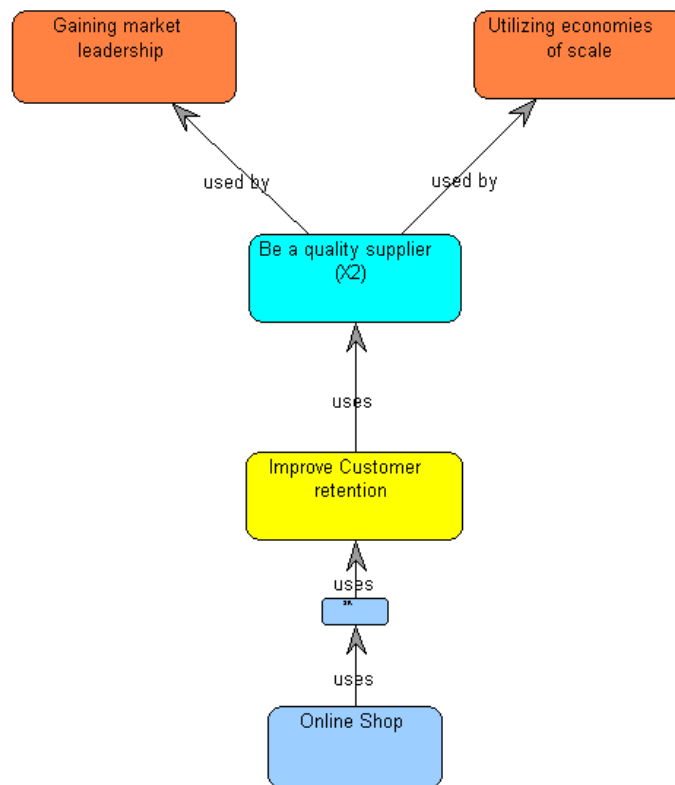 Gaining market
leadership
Utilizing economies
of scale
used by
used by
Be a quality supplier
(X2)
uses
Improve Customer
retention
uses
uses
Online Shop